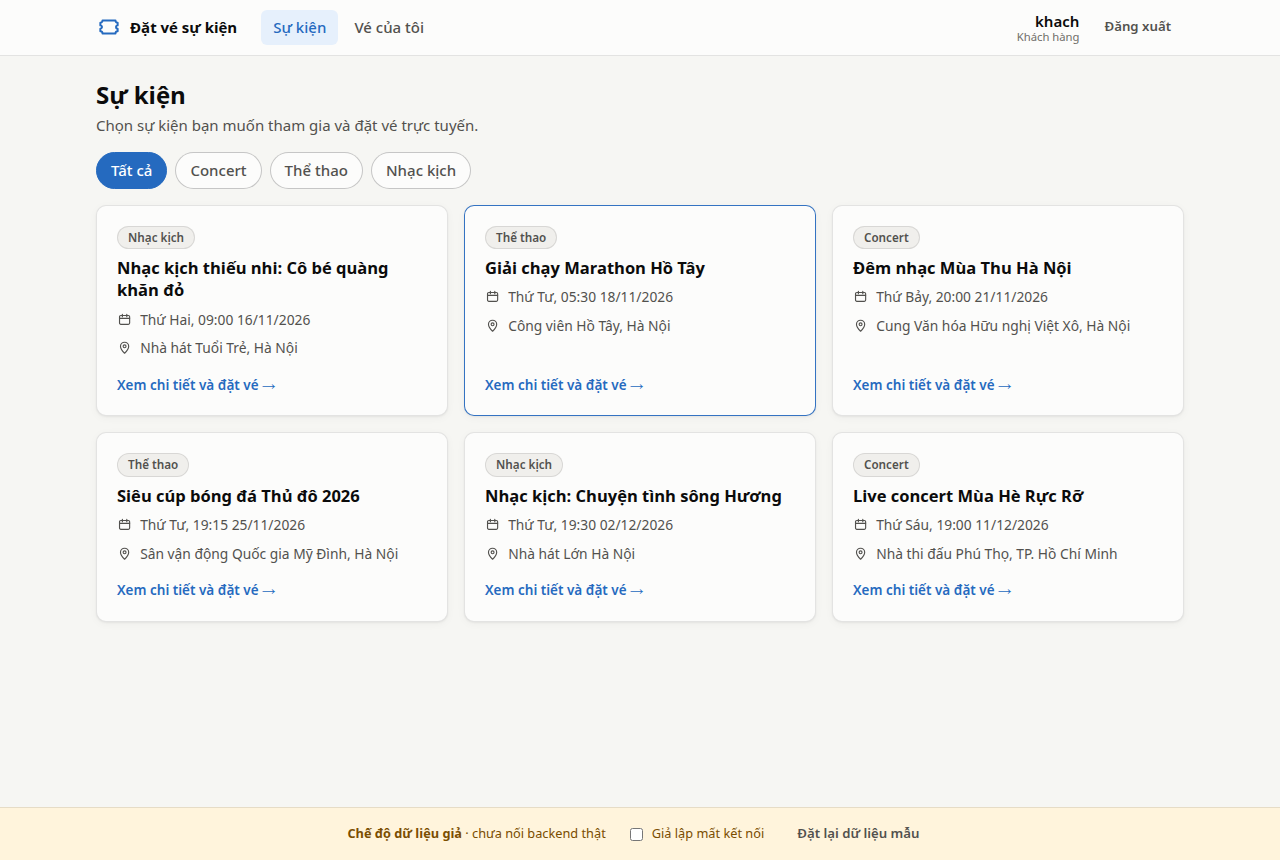 Đặt vé sự kiện
Sự kiện
Vé của tôi
khach
Khách hàng
Đăng xuất
Sự kiện
Chọn sự kiện bạn muốn tham gia và đặt vé trực tuyến.
Tất cả
Concert
Thể thao
Nhạc kịch
Nhạc kịch
Nhạc kịch thiếu nhi: Cô bé quàng
khăn đỏ
Thứ Hai, 09:00 16/11/2026
Nhà hát Tuổi Trẻ, Hà Nội
Xem chi tiết và đặt vé →
Thể thao
Giải chạy Marathon Hồ Tây
Thứ Tư, 05:30 18/11/2026
Công viên Hồ Tây, Hà Nội
Xem chi tiết và đặt vé →
Concert
Đêm nhạc Mùa Thu Hà Nội
Thứ Bảy, 20:00 21/11/2026
Cung Văn hóa Hữu nghị Việt Xô, Hà Nội
Xem chi tiết và đặt vé →
Thể thao
Siêu cúp bóng đá Thủ đô 2026
Thứ Tư, 19:15 25/11/2026
Sân vận động Quốc gia Mỹ Đình, Hà Nội
Xem chi tiết và đặt vé →
Nhạc kịch
Nhạc kịch: Chuyện tình sông Hương
Thứ Tư, 19:30 02/12/2026
Nhà hát Lớn Hà Nội
Xem chi tiết và đặt vé →
Concert
Live concert Mùa Hè Rực Rỡ
Thứ Sáu, 19:00 11/12/2026
Nhà thi đấu Phú Thọ, TP. Hồ Chí Minh
Xem chi tiết và đặt vé →
Chế độ dữ liệu giả · chưa nối backend thật
Giả lập mất kết nối
Đặt lại dữ liệu mẫu